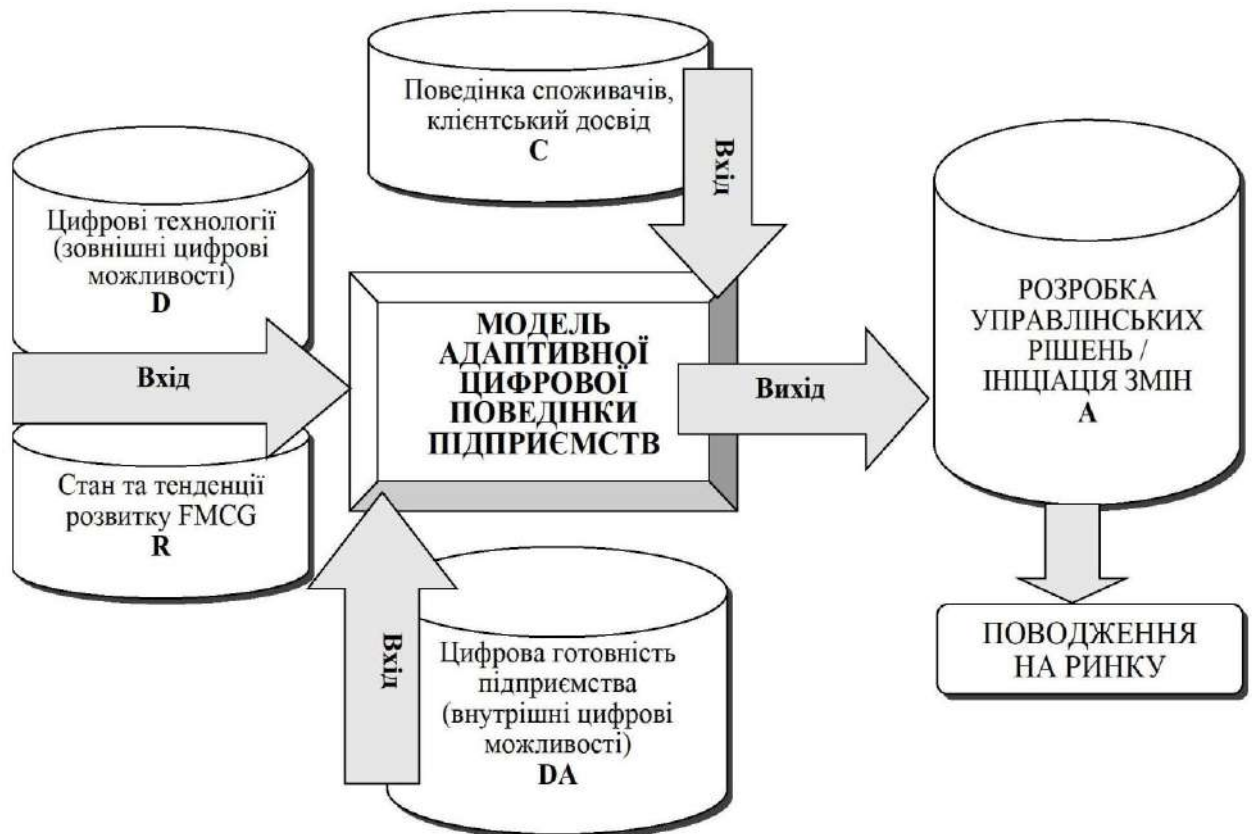 Поведінка споживачів,
клієнтський досвід
C
Вхід
Цифрові технології
(зовнішні цифрові
можливості)
D
Вхід
Стан та тенденції
розвитку FMCG
R
МОДЕЛЬ
АДАПТИВНОЇ
ЦИФРОВОЇ
ПОВЕДІНКИ
ПІДПРИЄМСТВ
Вихід
РОЗРОБКА
УПРАВЛІНСЬКИХ
РІШЕНЬ /
ІНІЦІАЦІЯ ЗМІН
A
Вхід
Цифрова готовність
підприємства
(внутрішні цифрові
можливості)
DA
ПОВОДЖЕННЯ
НА РИНКУ